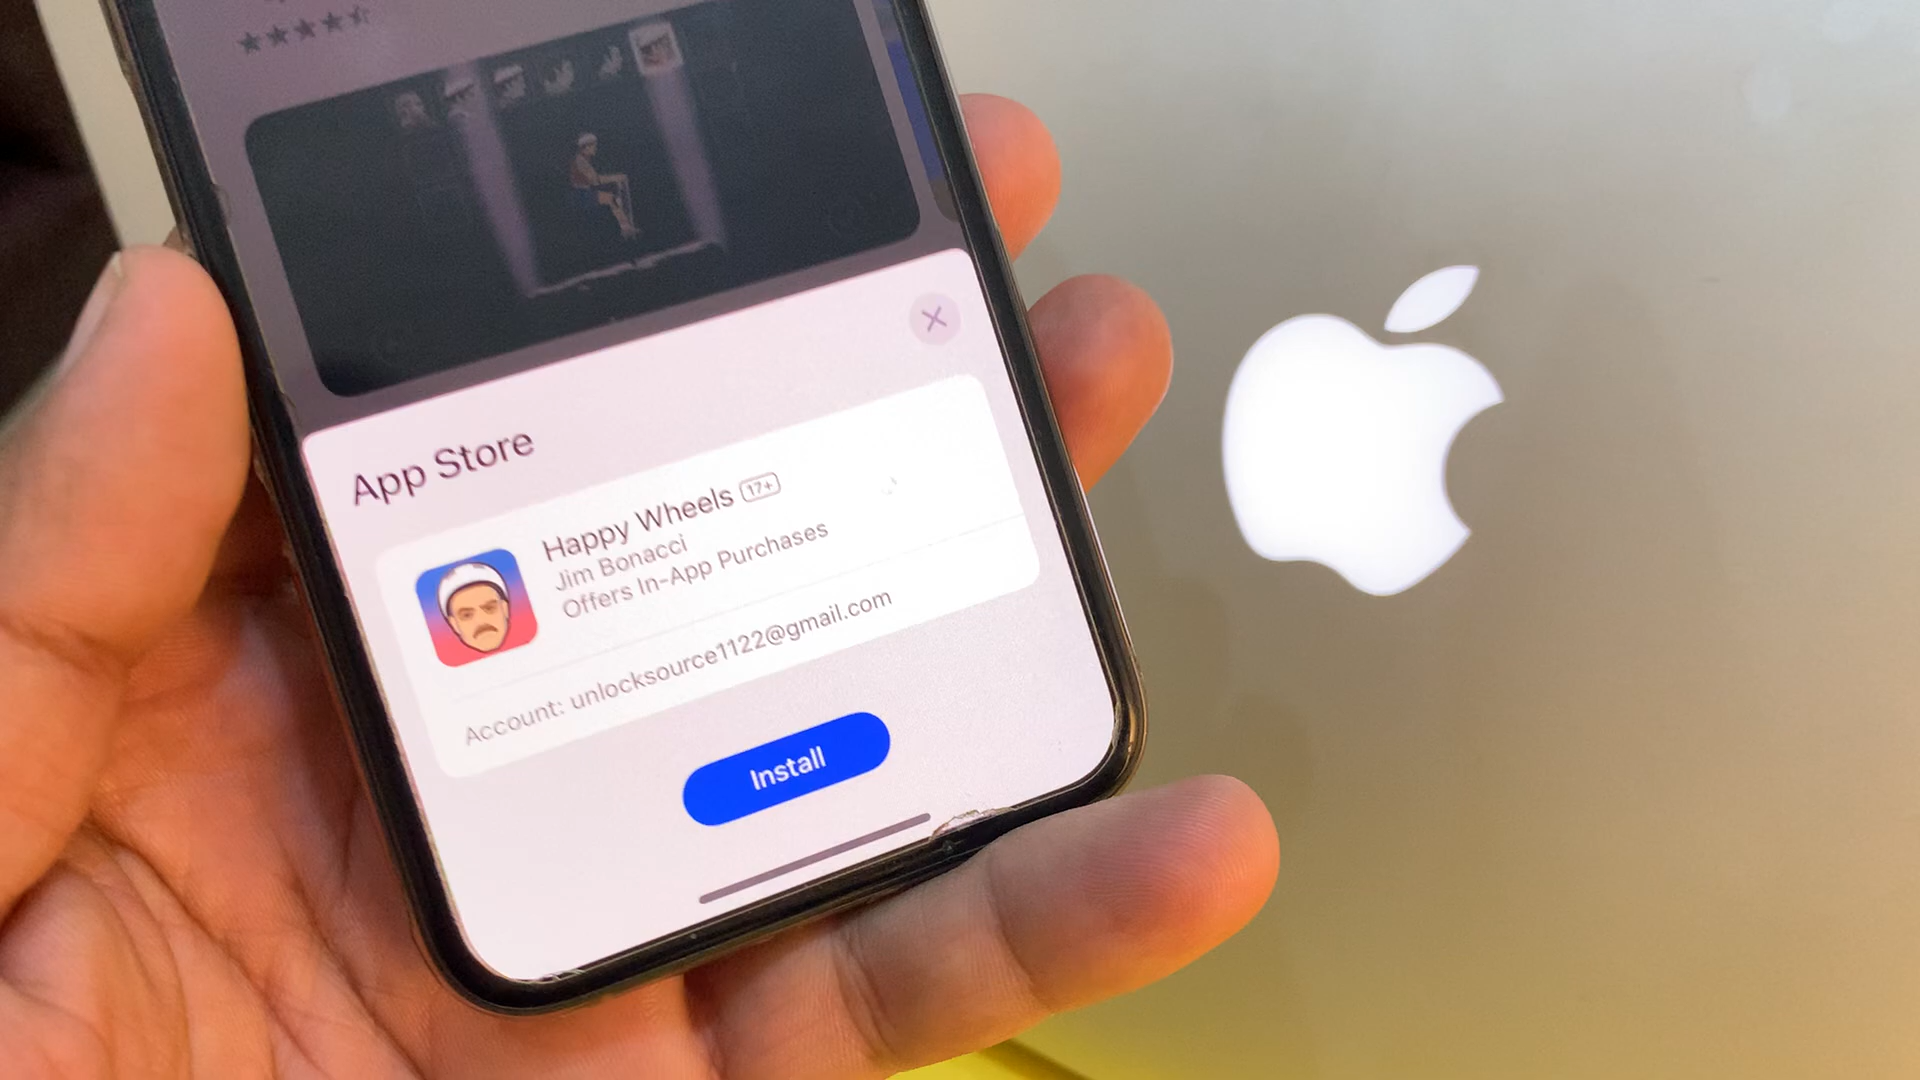 App Store
Happy Wheels 17+
Jim Bonacci
Offers In-App Purchases
Account: unlocksource1122@gmail.com
Install